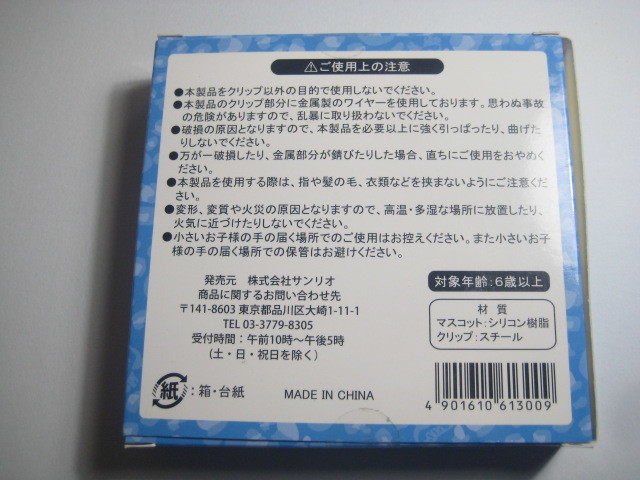 ⚠ご使用上の注意
●本製品をクリップ以外の目的で使用しないでください。
●本製品のクリップ部分に金属製のワイヤーを使用しております。思わぬ事故
の危険がありますので、乱暴に取り扱わないでください。
●破損の原因となりますので、本製品を必要以上に強く引っぱったり、曲げた
りしないでください。
●万が一破損したり、金属部分が錆びたりした場合、直ちにご使用をおやめく
ださい。
●本製品を使用する際は、指や髪の毛、衣類などを挟まないようにご注意くだ
さい。
●変形、変質や火災の原因となりますので、高温・多湿な場所に放置したり、
火気に近づけたりしないでください。
●小さいお子様の手の届く場所でのご使用はお控えください。また小さいお子
様の手の届く場所での保管はお避けください。
発売元 株式会社サンリオ
商品に関するお問い合わせ先
〒141-8603 東京都品川区大崎1-11-1
TEL 03-3779-8305
受付時間：午前10時～午後5時
(土・日・祝日を除く)
対象年齢：6歳以上
材 質
マスコット：シリコン樹脂
クリップ：スチール
紙：箱・台紙
MADE IN CHINA
4 901610 613009